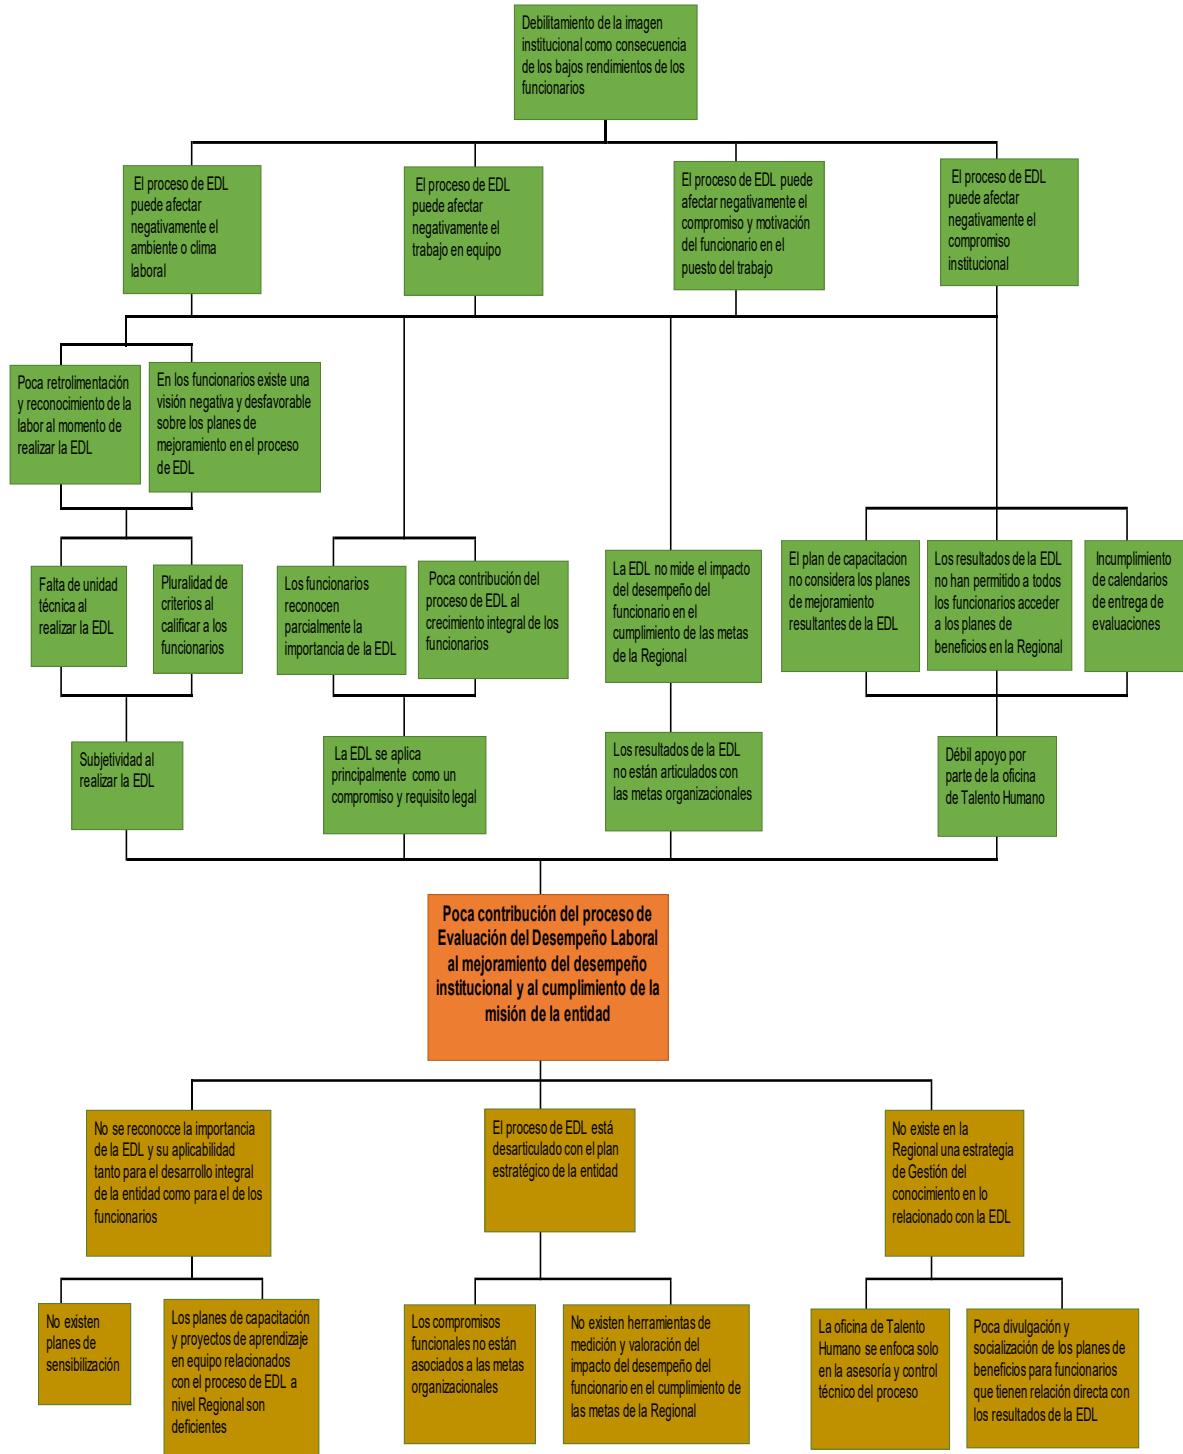 Debilitamiento de la imagen
institucional como consecuencia
de los bajos rendimientos de los
funcionarios
El proceso de EDL
puede afectar
negativamente el
ambiente o clima
laboral
El proceso de EDL
puede afectar
negativamente el
trabajo en equipo
El proceso de EDL puede
afectar negativamente el
compromiso y motivación
del funcionario en el
puesto del trabajo
El proceso de EDL
puede afectar
negativamente el
compromiso
institucional
Poca retrolimentación
y reconocimiento de la
labor al momento de
realizar la EDL
En los funcionarios existe una
visión negativa y desfavorable
sobre los planes de
mejoramiento en el proceso
de EDL
Falta de unidad
técnica al
realizar la EDL
Pluralidad de
criterios al
calificar a los
funcionarios
Los funcionarios
reconocen
parcialmente la
importancia de la EDL
Poca contribución del
proceso de EDL al
crecimiento integral de los
funcionarios
La EDL no mide el impacto
del desempeño del
funcionario en el
cumplimiento de las metas
de la Regional
El plan de capacitacion
no considera los planes
de mejoramiento
resultantes de la EDL
Los resultados de la EDL
no han permitido a todos
los funcionarios acceder
a los planes de
beneficios en la Regional
Incumplimiento
de calendarios
de entrega de
evaluaciones
Subjetividad al
realizar la EDL
La EDL se aplica
principalmente como un
compromiso y requisito legal
Los resultados de la EDL
no están articulados con
las metas organizacionales
Débil apoyo por
parte de la oficina
de Talento Humano
Poca contribución del proceso de
Evaluación del Desempeño Laboral
al mejoramiento del desempeño
institucional y al cumplimiento de la
misión de la entidad
No se reconocce la importancia
de la EDL y su aplicabilidad
tanto para el desarrollo integral
de la entidad como para el de los
funcionarios
El proceso de EDL está
desarticulado con el plan
estratégico de la entidad
No existe en la
Regional una estrategia
de Gestión del
conocimiento en lo
relacionado con la EDL
No existen
planes de
sensibilización
Los planes de capacitación
y proyectos de aprendizaje
en equipo relacionados
con el proceso de EDL a
nivel Regional son
deficientes
Los compromisos
funcionales no están
asociados a las metas
organizacionales
No existen herramientas de
medición y valoración del
impacto del desempeño del
funcionario en el cumplimiento de
las metas de la Regional
La oficina de Talento
Humano se enfoca solo
en la asesoría y control
técnico del proceso
Poca divulgación y
socialización de los planes de
beneficios para funcionarios
que tienen relación directa con
los resultados de la EDL